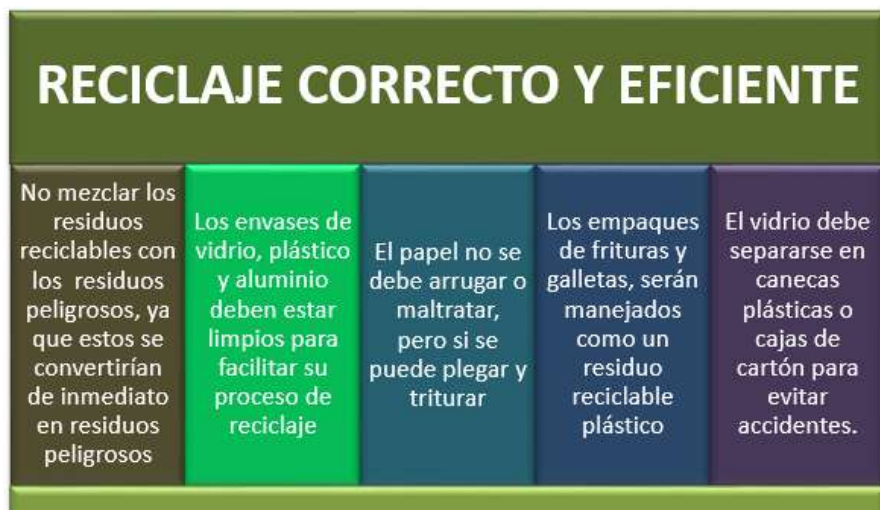 RECICLAJE CORRECTO Y EFICIENTE
No mezclar los
residuos
reciclables con
los residuos
peligrosos, ya
que estos se
convertirían
de inmediato
en residuos
peligrosos
Los envases de
vidrio, plástico
y aluminio
deben estar
limpios para
facilitar su
proceso de
reciclaje
El papel no se
debe arrugar o
maltratar,
pero si se
puede plegar y
triturar
Los empaques
de frituras y
galletas, serán
manejados
como un
residuo
reciclable
plástico
El vidrio debe
separarse en
canecas
plásticas o
cajas de
cartón para
evitar
accidentes.